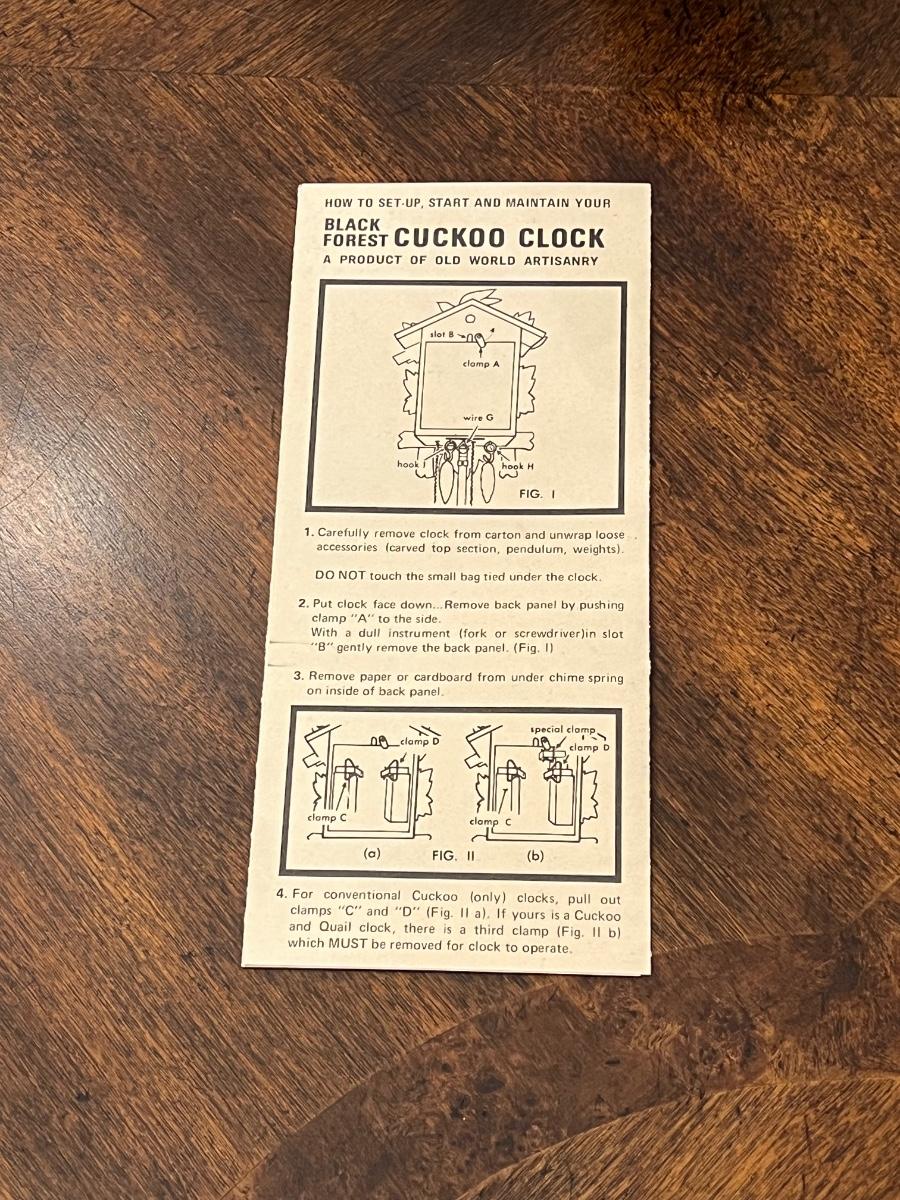 HOW TO SET-UP, START AND MAINTAIN YOUR
BLACK
FOREST CUCKOO CLOCK
A PRODUCT OF OLD WORLD ARTISANRY
slot B
clamp A
wire G
hook J
hook H
FIG. I
1. Carefully remove clock from carton and unwrap loose
accessories (carved top section, pendulum, weights).
DO NOT touch the small bag tied under the clock.
2. Put clock face down...Remove back panel by pushing
clamp "A" to the side.
With a dull instrument (fork or screwdriver)in slot
"B" gently remove the back panel. (Fig. I)
3. Remove paper or cardboard from under chime spring
on inside of back panel.
clamp D
clamp C
(a)
FIG. II
special clamp
clamp D
clamp C
(b)
4. For conventional Cuckoo (only) clocks, pull out
clamps "C" and "D" (Fig. II a). If yours is a Cuckoo
and Quail clock, there is a third clamp (Fig. II b)
which MUST be removed for clock to operate.